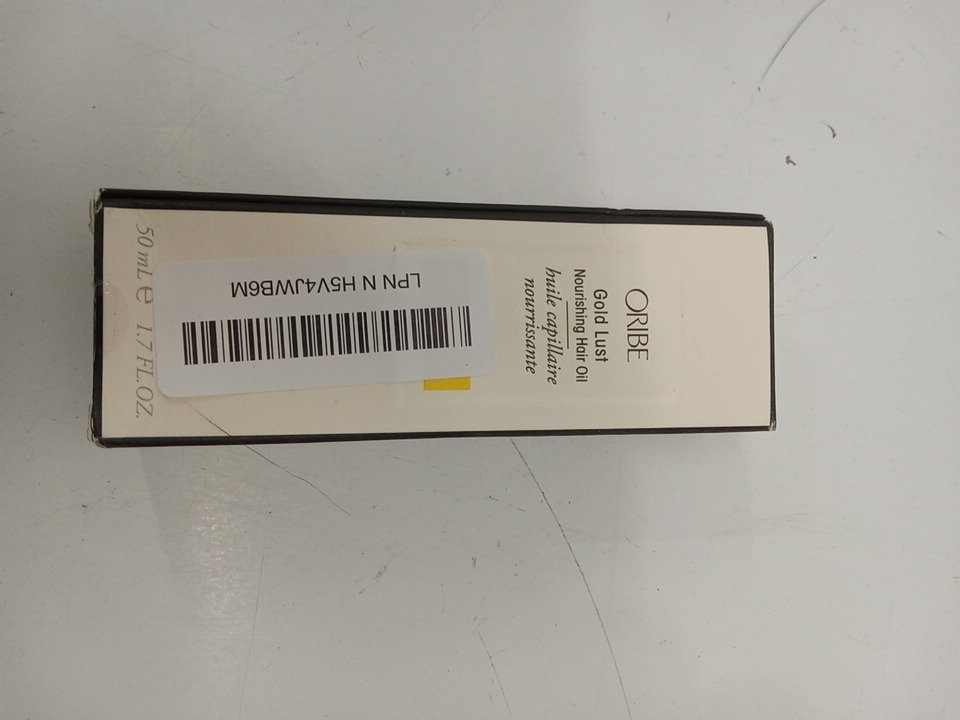 ORIBE
Gold Lust
Nourishing Hair Oil
huile capillaire
nourrissante
LPN N H5V4JWB6M
50 mL e 1.7 FL.OZ.